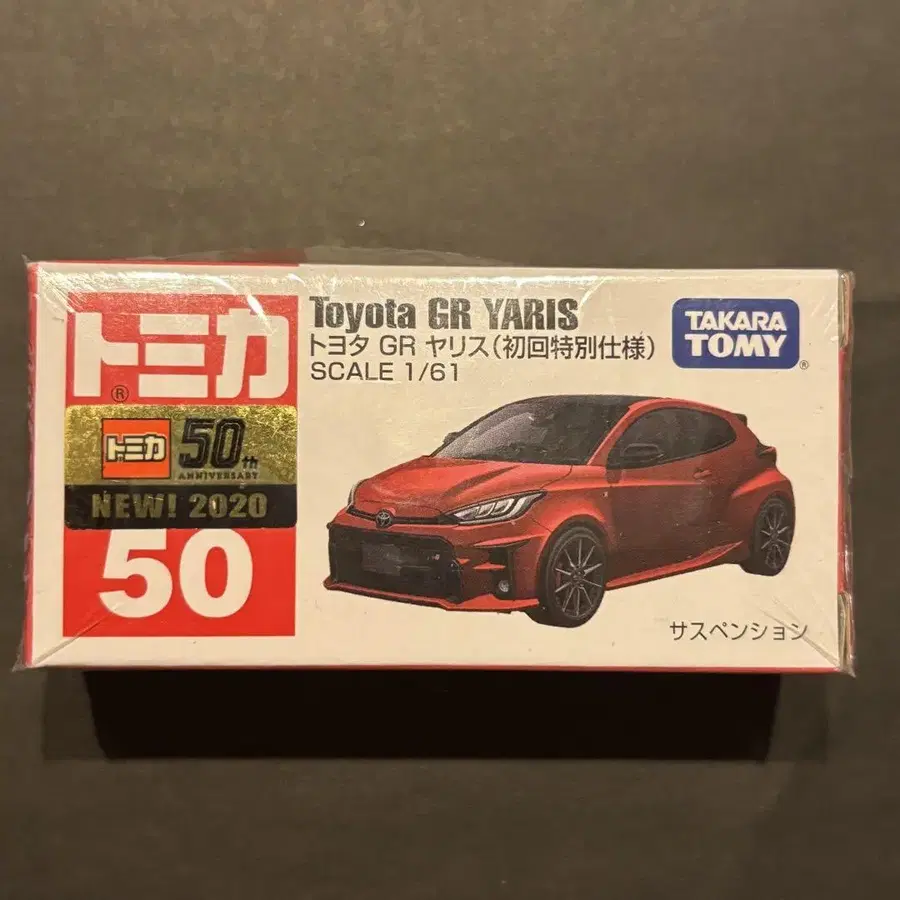 トミカ
®
トミカ 50th
ANNIVERSARY
NEW! 2020
50
Toyota GR YARIS
トヨタ GR ヤリス(初回特別仕様)
SCALE 1/61
TAKARA
TOMY
®
サスペンション